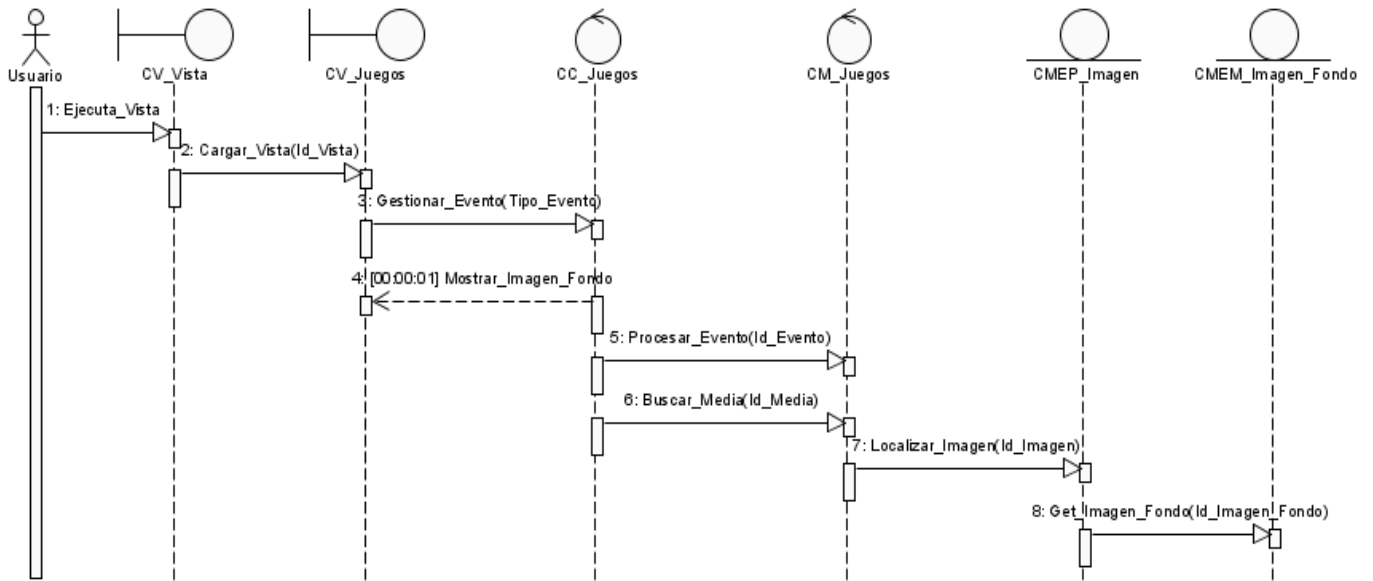 Usuario
CV_Vista
CV_Juegos
CC_Juegos
CM_Juegos
CMEP_Imagen
CMEM_Imagen_Fondo
1: Ejecuta_Vista
2: Cargar_Vista(Id_Vista)
3: Gestionar_Evento(Tipo_Evento)
4: [00:00:01] Mostrar_Imagen_Fondo
5: Procesar_Evento(Id_Evento)
6: Buscar_Media(Id_Media)
7: Localizar_Imagen(Id_Imagen)
8: Get_Imagen_Fondo(Id_Imagen_Fondo)